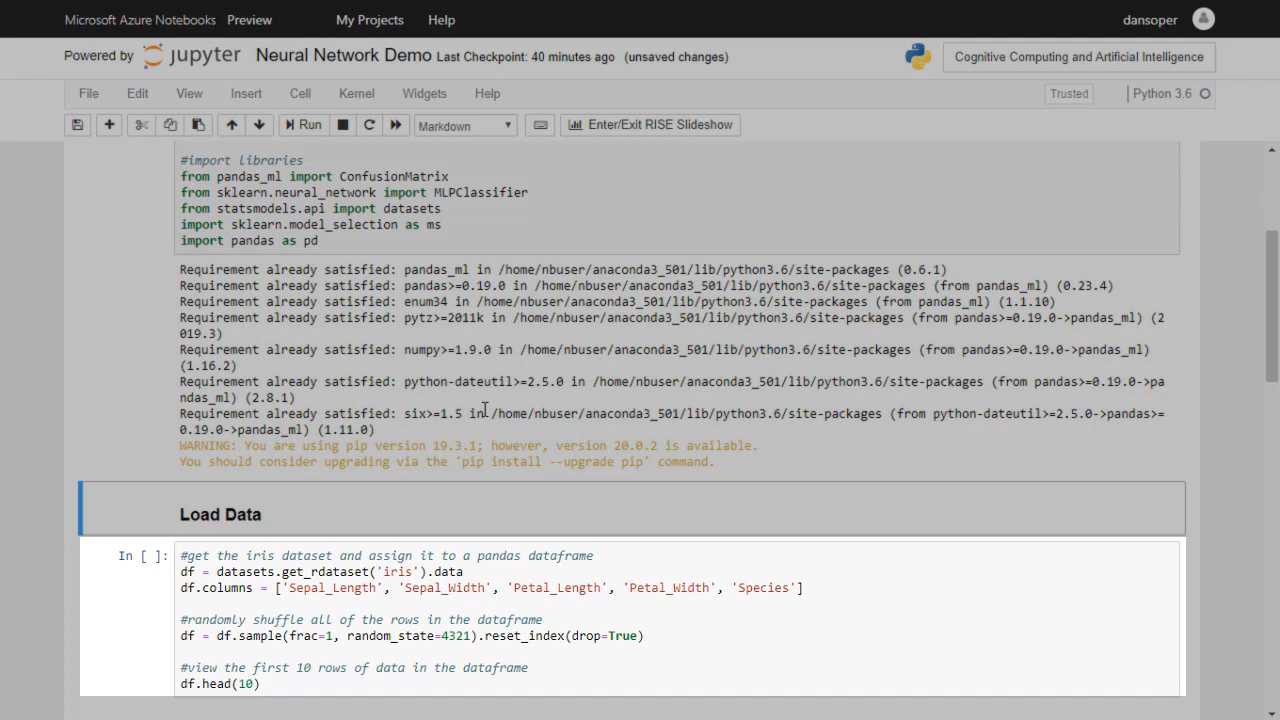 Microsoft Azure Notebooks Preview My Projects Help dansoper
Powered by jupyter Neural Network Demo Last Checkpoint: 40 minutes ago (unsaved changes) Cognitive Computing and Artificial Intelligence
File Edit View Insert Cell Kernel Widgets Help Trusted Python 3.6
Run Markdown Enter/Exit RISE Slideshow
#import libraries
from pandas_ml import ConfusionMatrix
from sklearn.neural_network import MLPClassifier
from statsmodels.api import datasets
import sklearn.model_selection as ms
import pandas as pd
Requirement already satisfied: pandas_ml in /home/nbuser/anaconda3_501/lib/python3.6/site-packages (0.6.1)
Requirement already satisfied: pandas>=0.19.0 in /home/nbuser/anaconda3_501/lib/python3.6/site-packages (from pandas_ml) (0.23.4)
Requirement already satisfied: enum34 in /home/nbuser/anaconda3_501/lib/python3.6/site-packages (from pandas_ml) (1.1.10)
Requirement already satisfied: pytz>=2011k in /home/nbuser/anaconda3_501/lib/python3.6/site-packages (from pandas>=0.19.0->pandas_ml) (2
019.3)
Requirement already satisfied: numpy>=1.9.0 in /home/nbuser/anaconda3_501/lib/python3.6/site-packages (from pandas>=0.19.0->pandas_ml)
(1.16.2)
Requirement already satisfied: python-dateutil>=2.5.0 in /home/nbuser/anaconda3_501/lib/python3.6/site-packages (from pandas>=0.19.0->pa
ndas_ml) (2.8.1)
Requirement already satisfied: six>=1.5 in /home/nbuser/anaconda3_501/lib/python3.6/site-packages (from python-dateutil>=2.5.0->pandas>=
0.19.0->pandas_ml) (1.11.0)
WARNING: You are using pip version 19.3.1; however, version 20.0.2 is available.
You should consider upgrading via the 'pip install --upgrade pip' command.
Load Data
In [ ]: #get the iris dataset and assign it to a pandas dataframe
df = datasets.get_rdataset('iris').data
df.columns = ['Sepal_Length', 'Sepal_Width', 'Petal_Length', 'Petal_Width', 'Species']
#randomly shuffle all of the rows in the dataframe
df = df.sample(frac=1, random_state=4321).reset_index(drop=True)
#view the first 10 rows of data in the dataframe
df.head(10)